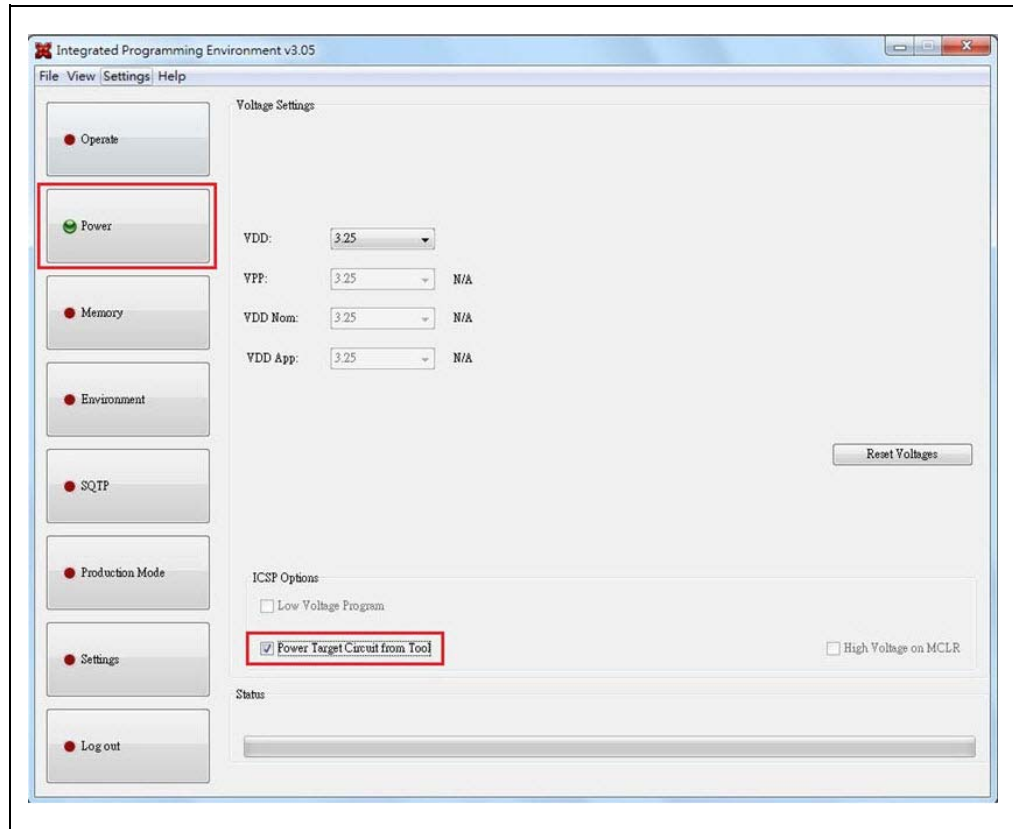 Integrated Programming Environment v3.05
File View Settings Help
Operate
Power
Memory
Environment
SQTP
Production Mode
Settings
Log out
Voltage Settings
VDD: 3.25
VPP: 3.25 N/A
VDD Nom: 3.25 N/A
VDD App: 3.25 N/A
Reset Voltages
ICSP Options
Low Voltage Program
Power Target Circuit from Tool
High Voltage on MCLR
Status